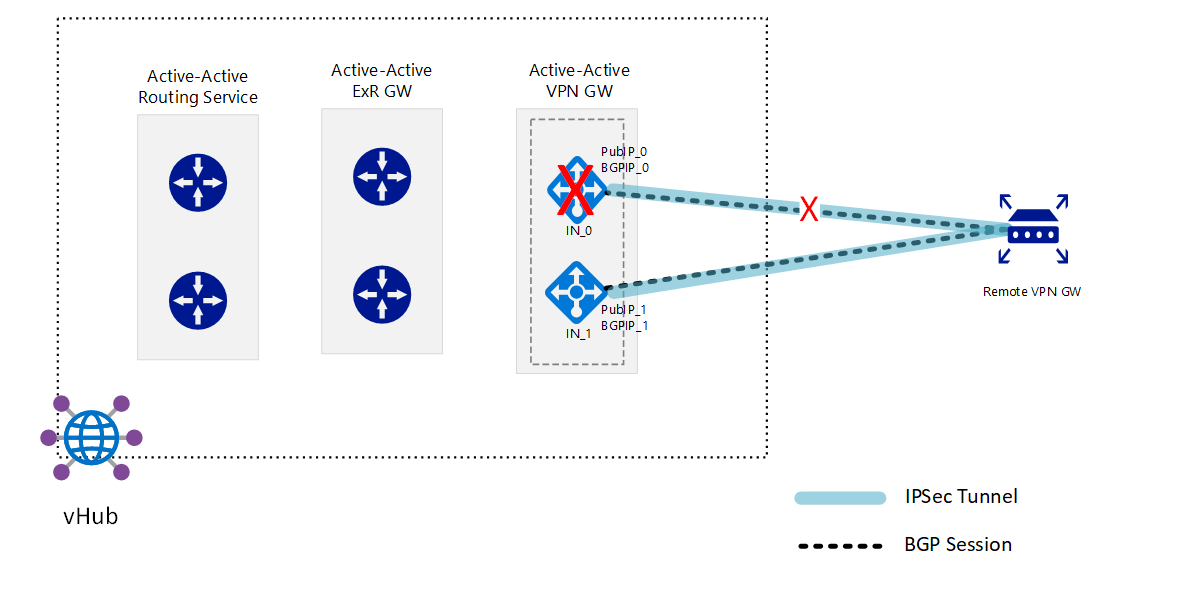 Active-Active
Routing Service
Active-Active
ExR GW
Active-Active
VPN GW
PubIP_0
BGPIP_0
IN_0
X
PubIP_1
BGPIP_1
IN_1
Remote VPN GW
vHub
IPSec Tunnel
BGP Session